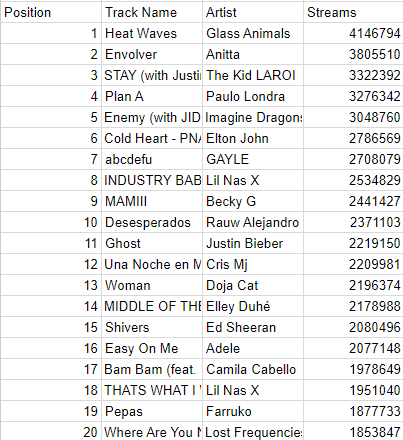 Position Track Name Artist Streams
1 Heat Waves Glass Animals 4146794
2 Envolver Anitta 3805510
3 STAY (with Justi The Kid LAROI 3322392
4 Plan A Paulo Londra 3276342
5 Enemy (with JID Imagine Dragons 3048760
6 Cold Heart - PNA Elton John 2786569
7 abcdefu GAYLE 2708079
8 INDUSTRY BAB Lil Nas X 2534829
9 MAMIII Becky G 2441427
10 Desesperados Rauw Alejandro 2371103
11 Ghost Justin Bieber 2219150
12 Una Noche en M Cris Mj 2209981
13 Woman Doja Cat 2196374
14 MIDDLE OF THE Elley Duhé 2178988
15 Shivers Ed Sheeran 2080496
16 Easy On Me Adele 2077148
17 Bam Bam (feat. Camila Cabello 1978649
18 THATS WHAT I W Lil Nas X 1951040
19 Pepas Farruko 1877733
20 Where Are You N Lost Frequencies 1853847